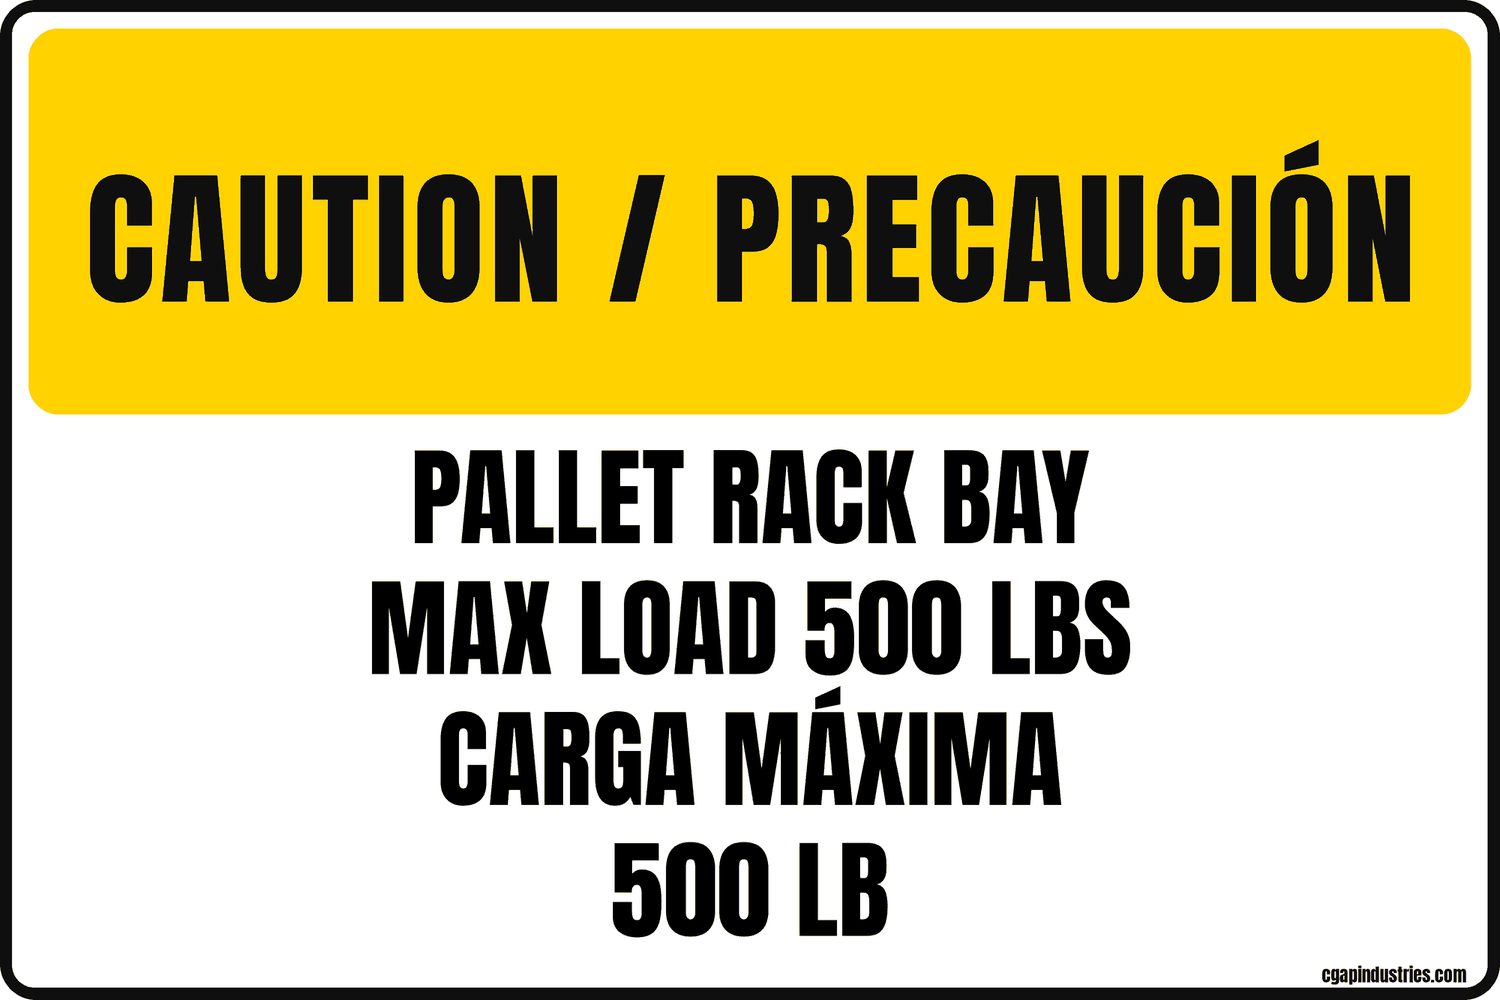 CAUTION / PRECAUCIÓN
PALLET RACK BAY
MAX LOAD 500 LBS
CARGA MÁXIMA
500 LB
cgapindustries.com